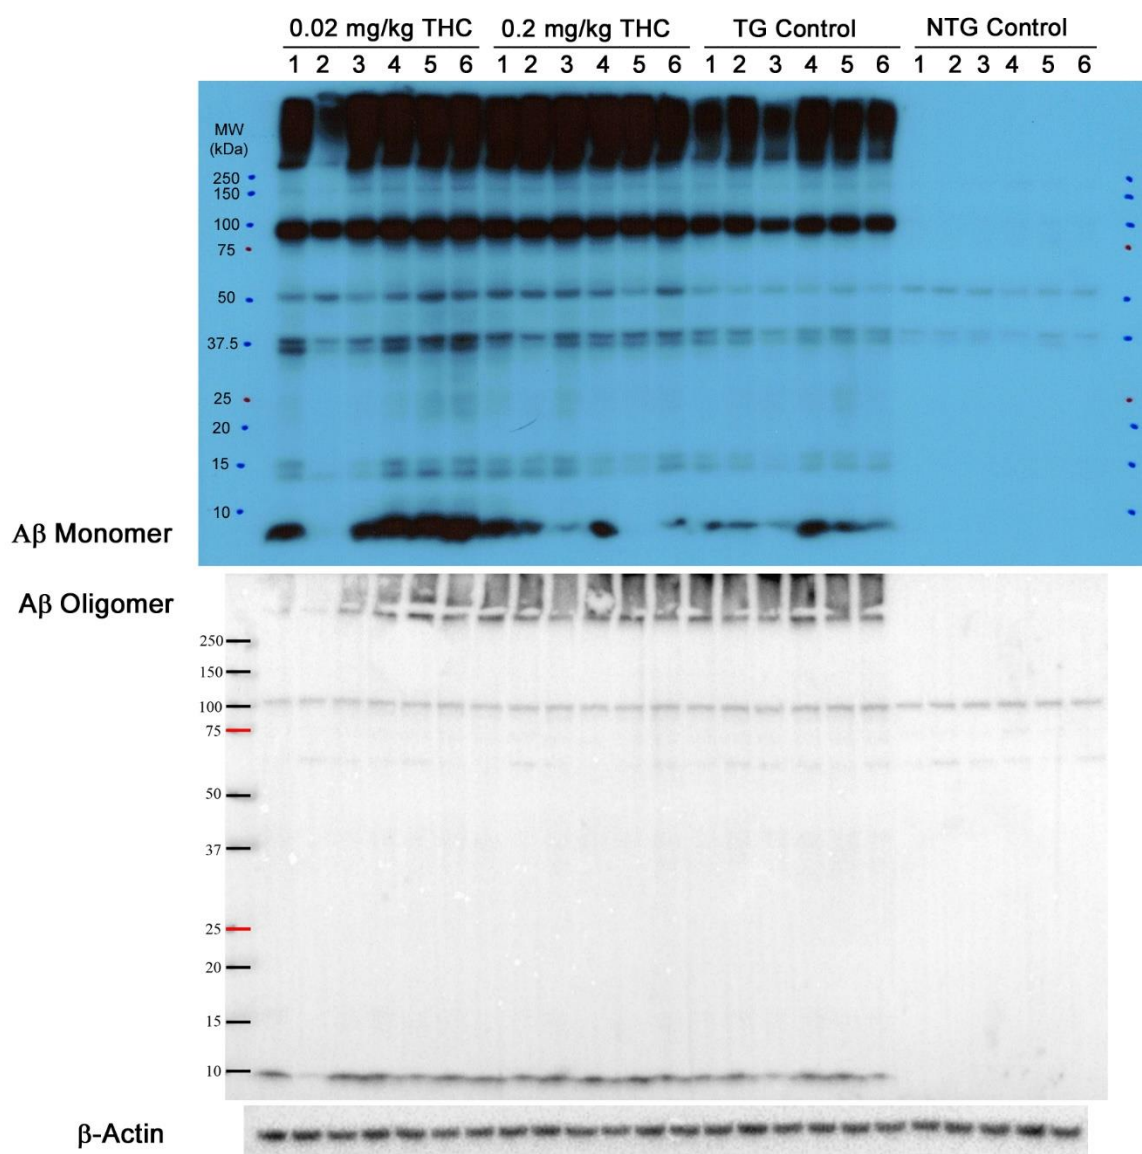 0.02 mg/kg THC 0.2 mg/kg THC TG Control NTG Control
1 2 3 4 5 6 1 2 3 4 5 6 1 2 3 4 5 6 1 2 3 4 5 6
MW
(kDa)
250
150
100
75
50
37.5
25
20
15
10
Aβ Monomer
Aβ Oligomer
250
150
100
75
50
37
25
20
15
10
β-Actin